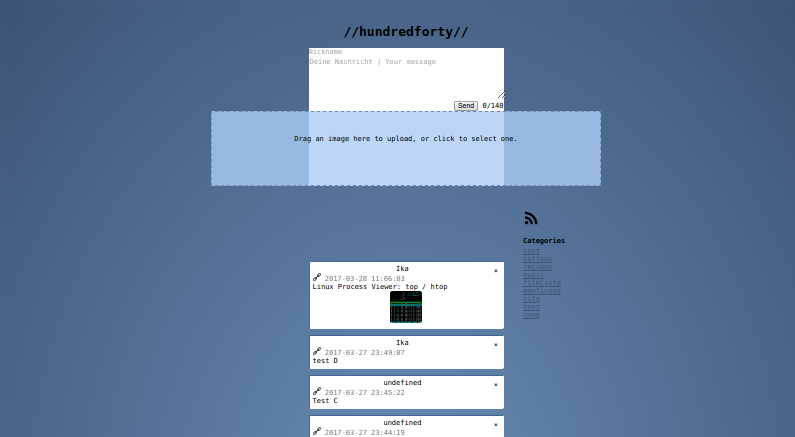 //hundredforty//
Nickname
Deine Nachricht | Your message
Send 0/140
Drag an image here to upload, or click to select one.
Categories
test
tattoos
recipes
music
filmliste
emoticons
cite
beer
none
Ika ×
2017-03-28 11:06:03
Linux Process Viewer: top / htop
Ika ×
2017-03-27 23:49:07
test D
undefined ×
2017-03-27 23:45:22
Test C
undefined ×
2017-03-27 23:44:19